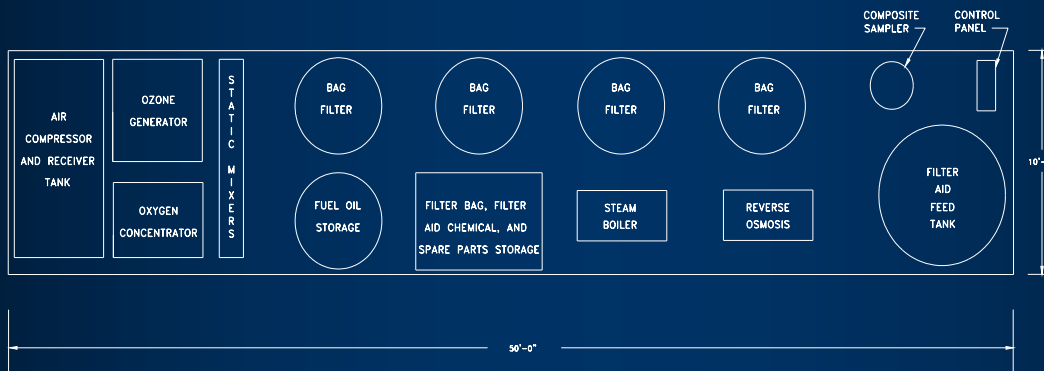 COMPOSITE
SAMPLER
CONTROL
PANEL
AIR
COMPRESSOR
AND RECEIVER
TANK
OZONE
GENERATOR
OXYGEN
CONCENTRATOR
STATIC MIXERS
BAG
FILTER
BAG
FILTER
BAG
FILTER
BAG
FILTER
FUEL OIL
STORAGE
FILTER BAG, FILTER
AID CHEMICAL, AND
SPARE PARTS STORAGE
STEAM
BOILER
REVERSE
OSMOSIS
FILTER
AID
FEED
TANK
10'-
50'-0"